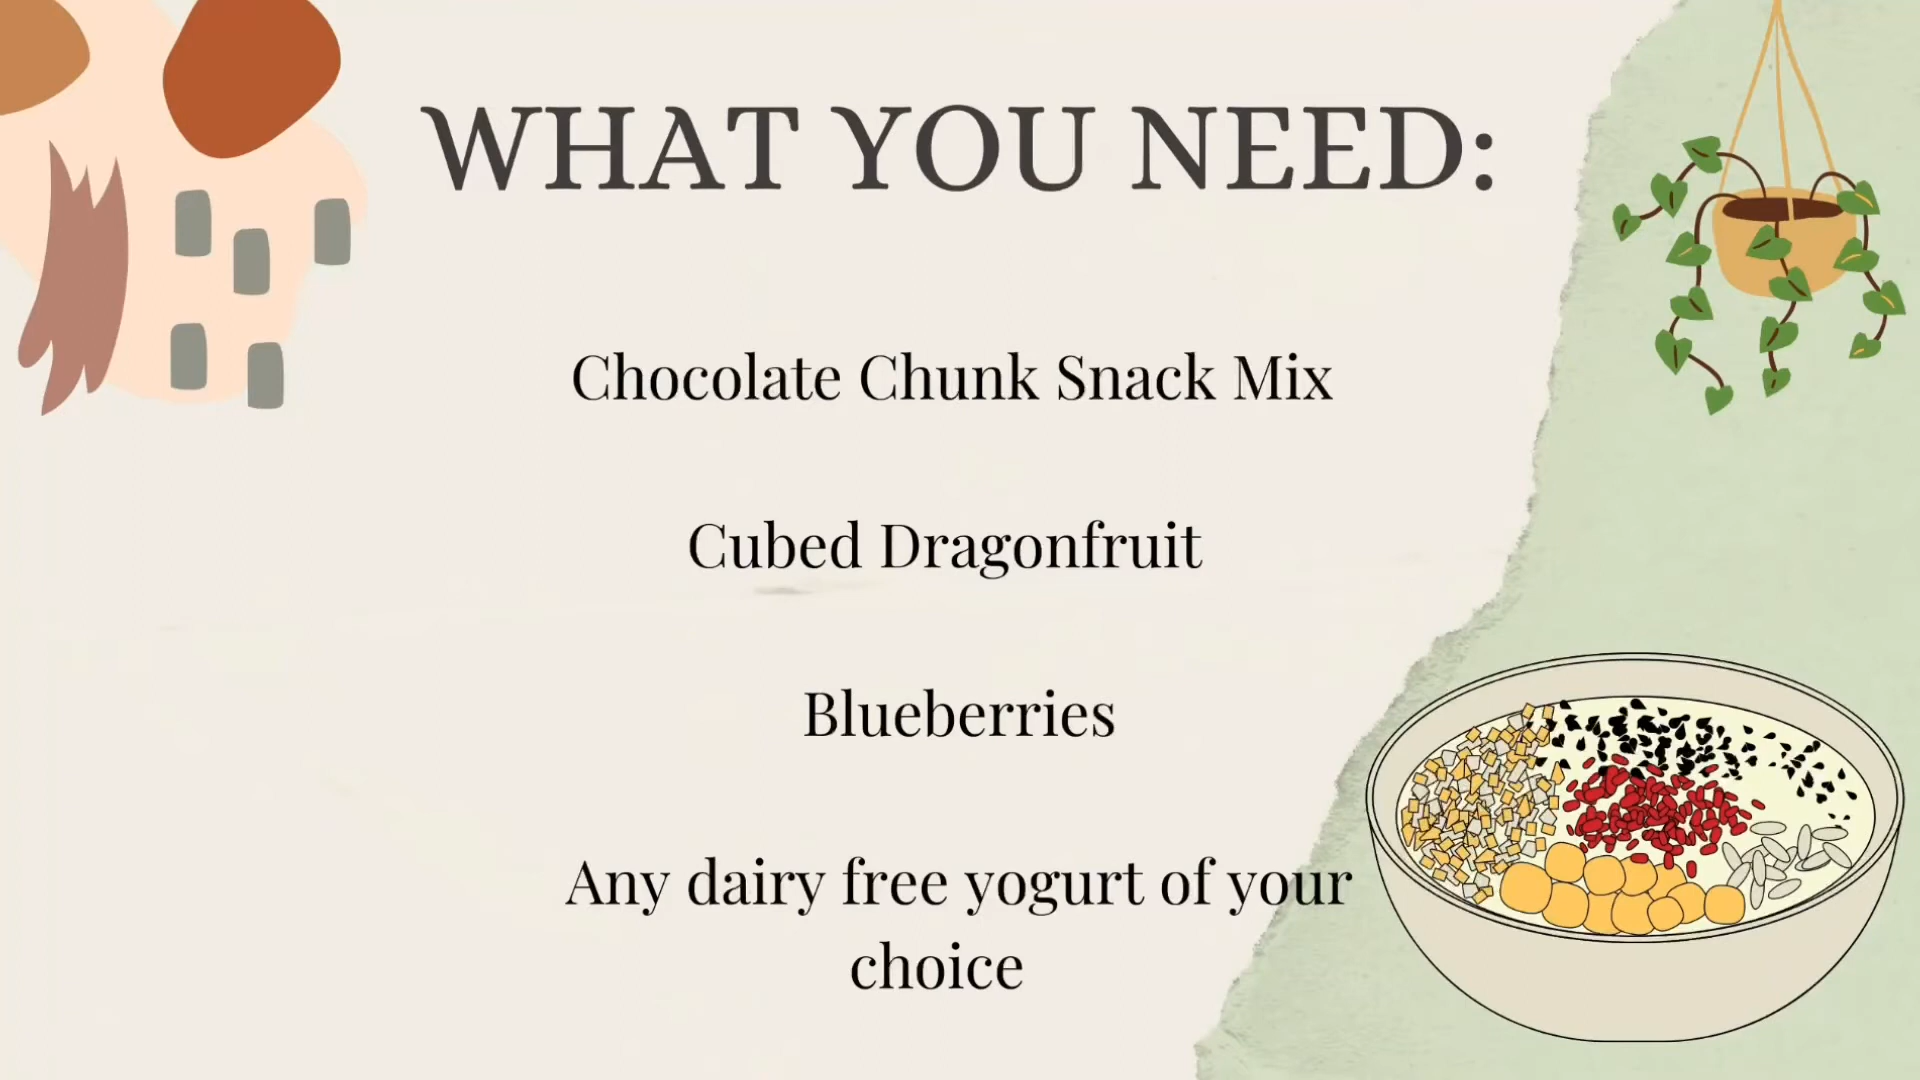 WHAT YOU NEED:
Chocolate Chunk Snack Mix
Cubed Dragonfruit
Blueberries
Any dairy free yogurt of your
choice